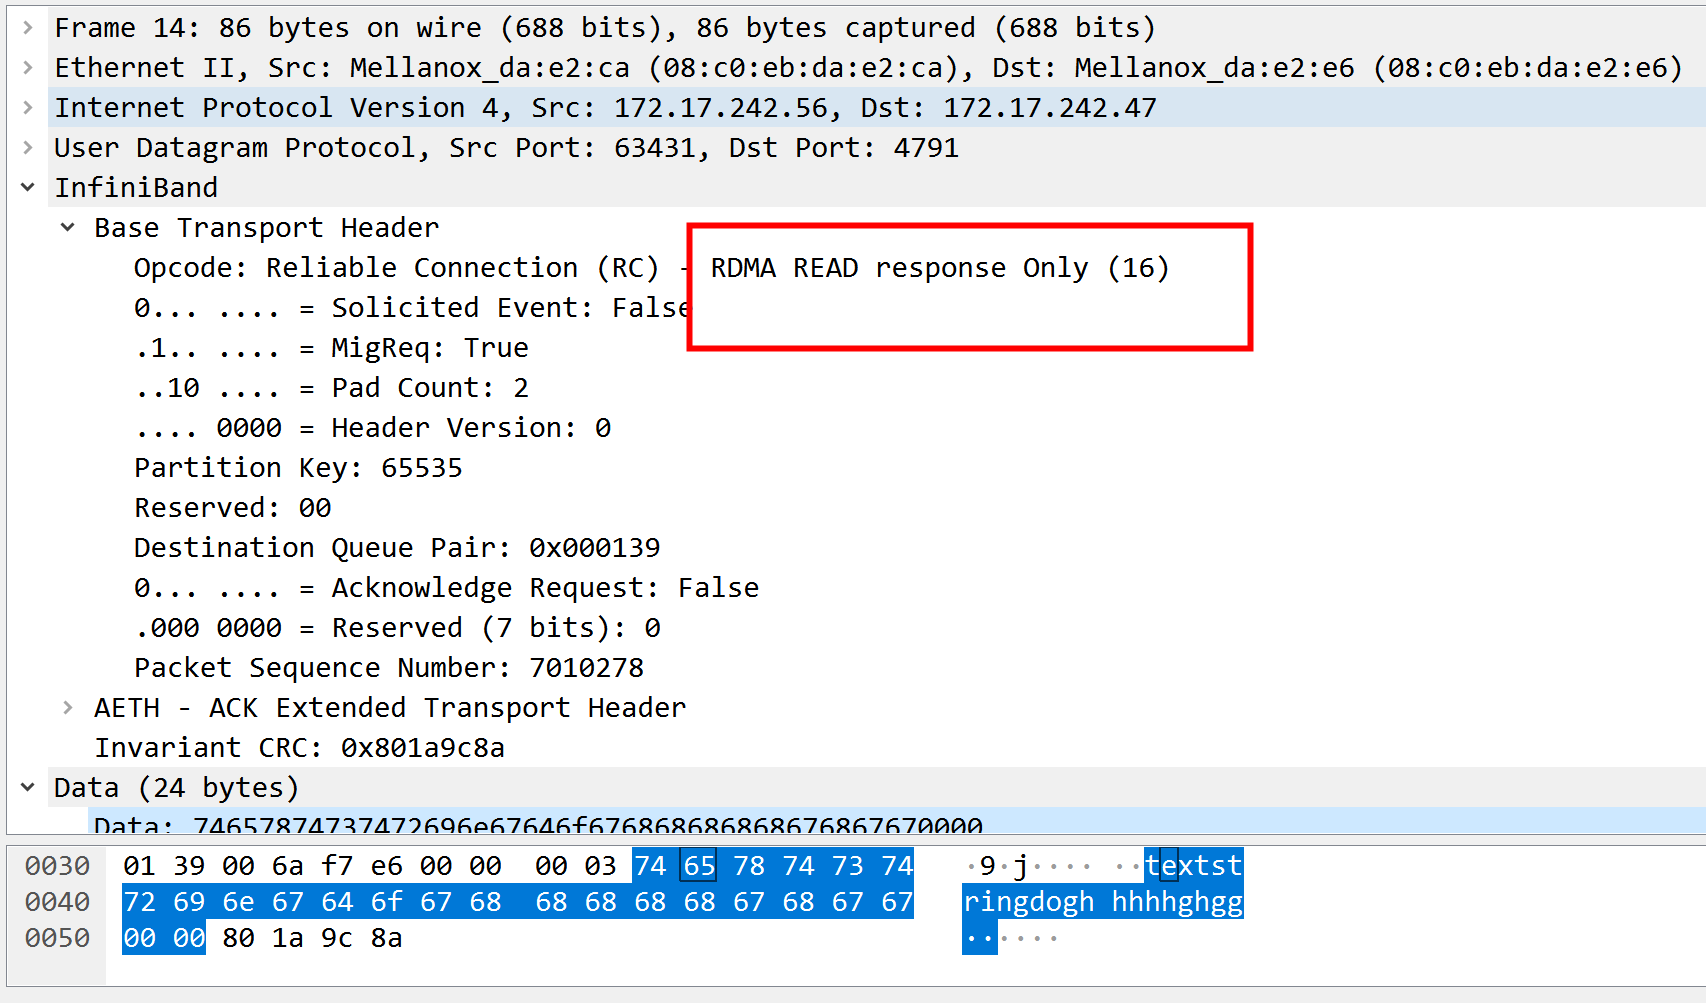 Frame 14: 86 bytes on wire (688 bits), 86 bytes captured (688 bits)
Ethernet II, Src: Mellanox_da:e2:ca (08:c0:eb:da:e2:ca), Dst: Mellanox_da:e2:e6 (08:c0:eb:da:e2:e6)
Internet Protocol Version 4, Src: 172.17.242.56, Dst: 172.17.242.47
User Datagram Protocol, Src Port: 63431, Dst Port: 4791
InfiniBand
Base Transport Header
Opcode: Reliable Connection (RC) - RDMA READ response Only (16)
0... .... = Solicited Event: False
.1.. .... = MigReq: True
..10 .... = Pad Count: 2
.... 0000 = Header Version: 0
Partition Key: 65535
Reserved: 00
Destination Queue Pair: 0x000139
0... .... = Acknowledge Request: False
.000 0000 = Reserved (7 bits): 0
Packet Sequence Number: 7010278
AETH - ACK Extended Transport Header
Invariant CRC: 0x801a9c8a
Data (24 bytes)
Data: 74657874737472696e67646f67686868686867686767​0000
0030 01 39 00 6a f7 e6 00 00 00 03 74 65 78 74 73 74 ·9·j···· ··textst
0040 72 69 6e 67 64 6f 67 68 68 68 68 68 67 68 67 67 ringdogh hhhhghgg
0050 00 00 80 1a 9c 8a ······